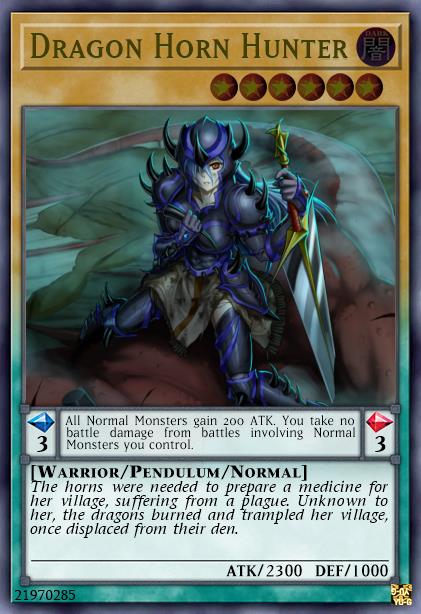 Dragon Horn Hunter
DARK
闇
All Normal Monsters gain 200 ATK. You take no
battle damage from battles involving Normal
Monsters you control.
3
3
[Warrior/Pendulum/Normal]
The horns were needed to prepare a medicine for
her village, suffering from a plague. Unknown to
her, the dragons burned and trampled her village,
once displaced from their den.
ATK/2300 DEF/1000
21970285